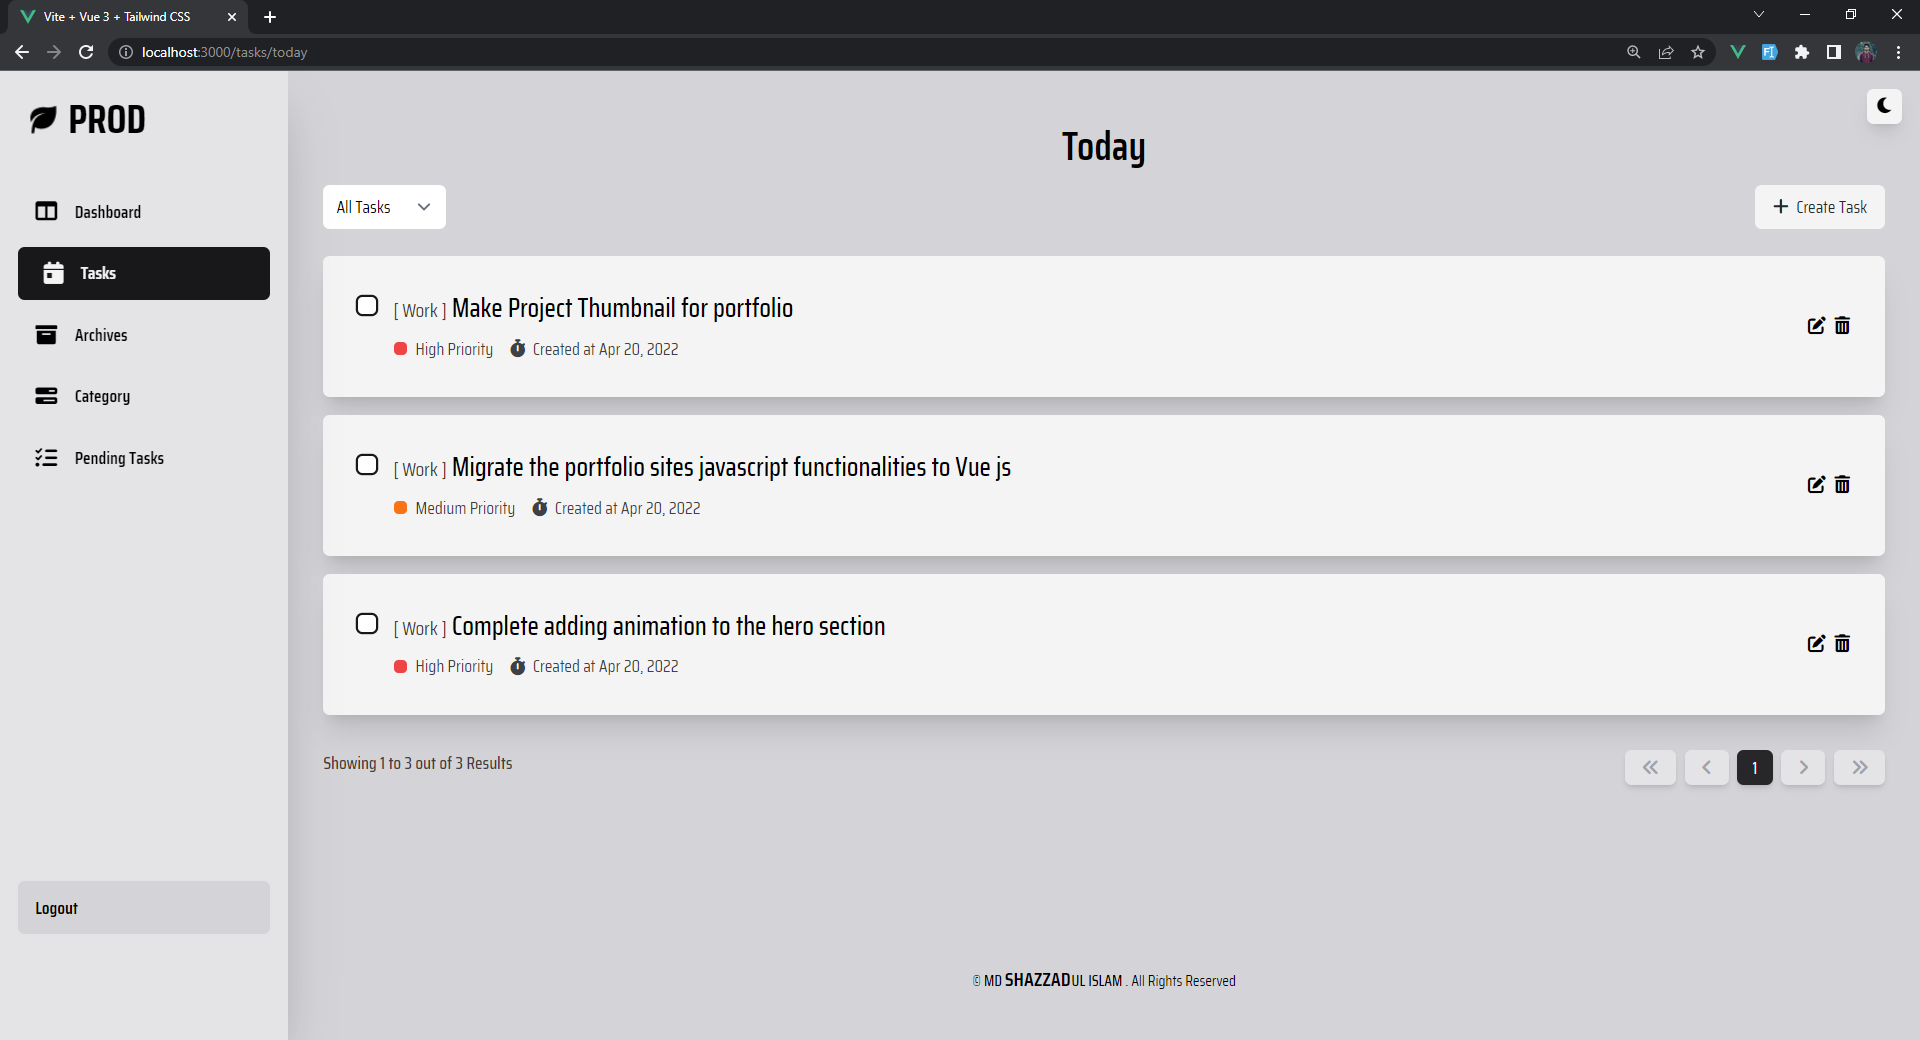 Vite + Vue 3 + Tailwind CSS
localhost:3000/tasks/today
PROD
Dashboard
Tasks
Archives
Category
Pending Tasks
Logout
Today
All Tasks
Create Task
[ Work ] Make Project Thumbnail for portfolio
High Priority Created at Apr 20, 2022
[ Work ] Migrate the portfolio sites javascript functionalities to Vue js
Medium Priority Created at Apr 20, 2022
[ Work ] Complete adding animation to the hero section
High Priority Created at Apr 20, 2022
Showing 1 to 3 out of 3 Results
1
© MD SHAZZADUL ISLAM . All Rights Reserved